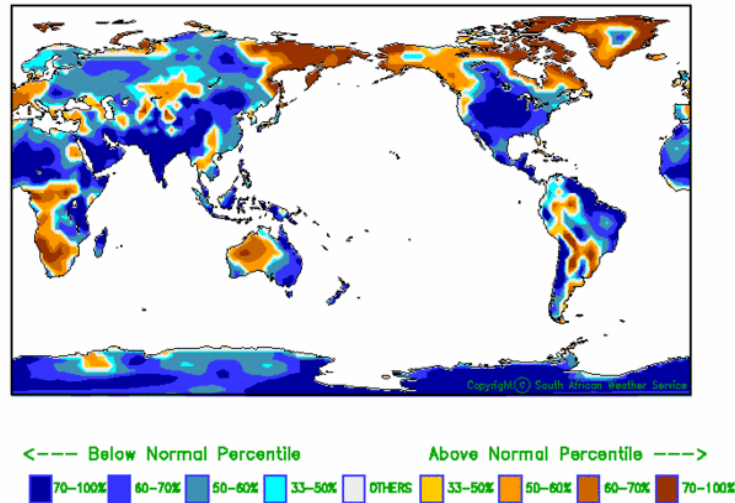 Copyright © South African Weather Service
<--- Below Normal Percentile Above Normal Percentile --->
70-100% 60-70% 50-60% 33-50% OTHERS 33-50% 50-60% 60-70% 70-100%